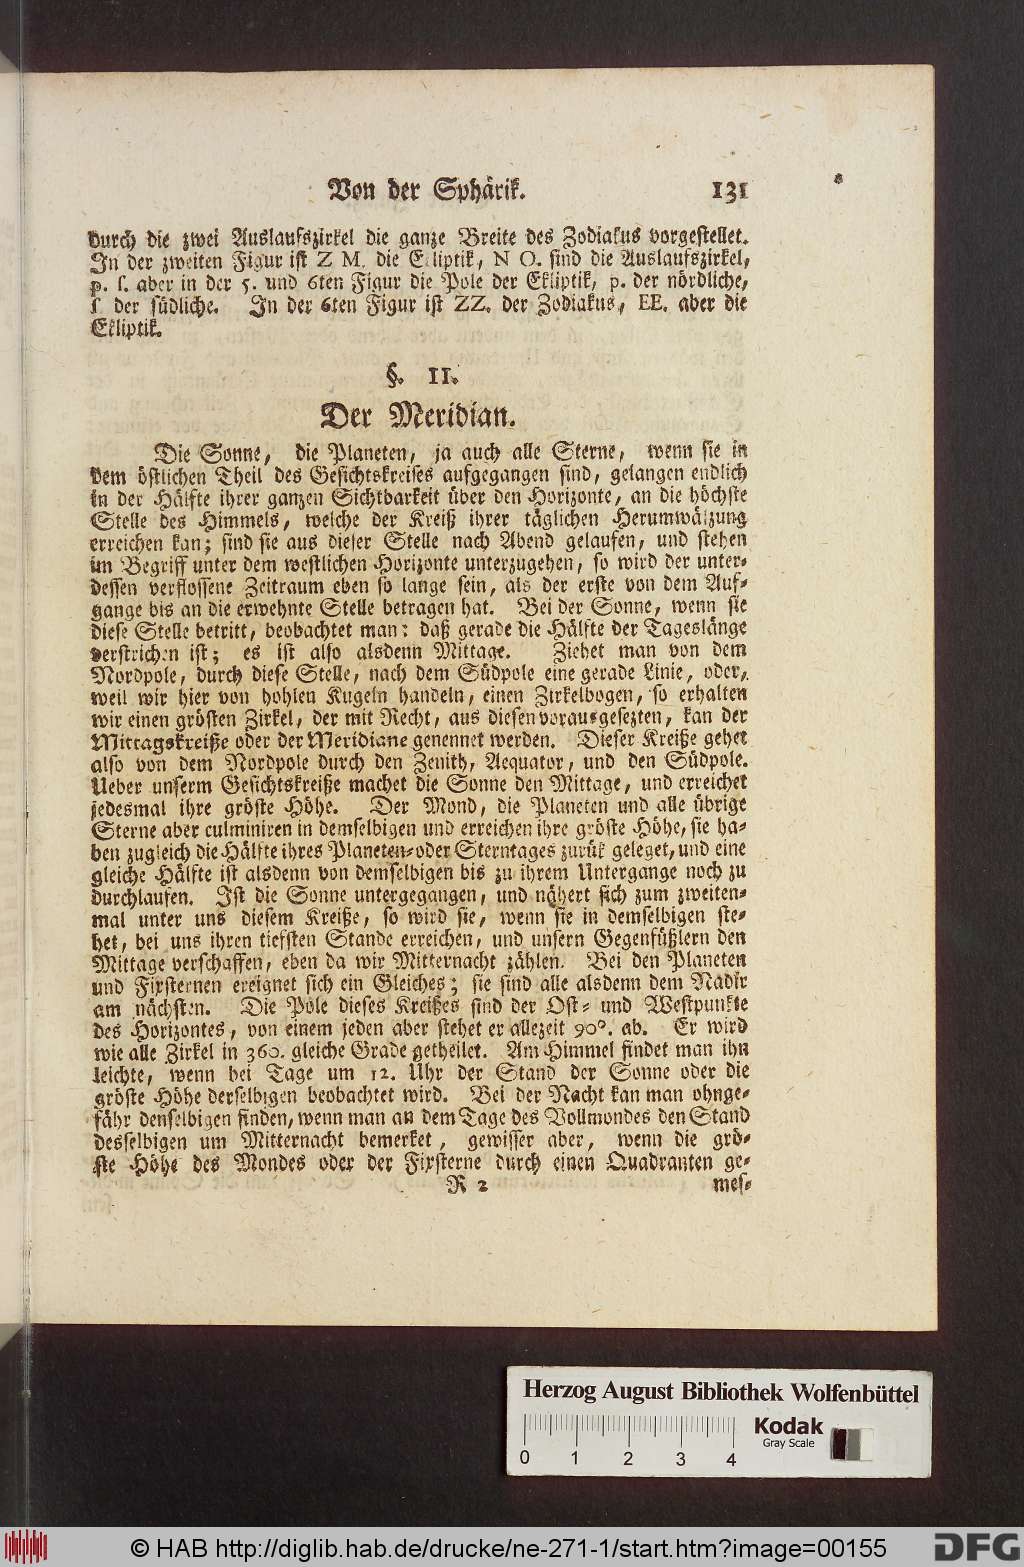 Von der Sphärik. 131
durch die zwei Auslaufszirkel die ganze Breite des Zodiakus vorgestellet.
In der zweiten Figur ist Z M. die Ekliptik, N O. sind die Auslaufszirkel,
p. s. aber in der 5. und 6ten Figur die Pole der Ekliptik, p. der nördliche,
s. der südliche. In der 6ten Figur ist ZZ. der Zodiakus, EE. aber die
Ekliptik.
§. 11.
Der Meridian.
Die Sonne, die Planeten, ja auch alle Sterne, wenn sie in
dem östlichen Theil des Gesichtskreises aufgegangen sind, gelangen endlich
in der Hälfte ihrer ganzen Sichtbarkeit über den Horizonte, an die höchste
Stelle des Himmels, welche der Kreiß ihrer täglichen Herumwälzung
erreichen kan; sind sie aus dieser Stelle nach Abend gelaufen, und stehen
im Begriff unter dem westlichen Horizonte unterzugehen, so wird der unter-
dessen verflossene Zeitraum eben so lange sein, als der erste von dem Auf-
gange bis an die erwehnte Stelle betragen hat. Bei der Sonne, wenn sie
diese Stelle betritt, beobachtet man: daß gerade die Hälfte der Tageslänge
verstrichen ist; es ist also alsdenn Mittage. Ziehet man von dem
Nordpole, durch diese Stelle, nach dem Südpole eine gerade Linie, oder,
weil wir hier von hohlen Kugeln handeln, einen Zirkelbogen, so erhalten
wir einen grösten Zirkel, der mit Recht, aus diesen vorausgesezten, kan der
Mittagskreiße oder der Meridiane genennet werden. Dieser Kreiße gehet
also von dem Nordpole durch den Zenith, Aequator, und den Südpole.
Ueber unserm Gesichtskreiße machet die Sonne den Mittage, und erreichet
jedesmal ihre gröste Höhe. Der Mond, die Planeten und alle übrige
Sterne aber culminiren in demselbigen und erreichen ihre gröste Höhe, sie ha-
ben zugleich die Hälfte ihres Planeten- oder Sterntages zurük geleget, und eine
gleiche Hälfte ist alsdenn von demselbigen bis zu ihrem Untergange noch zu
durchlaufen. Ist die Sonne untergegangen, und nähert sich zum zweiten-
mal unter uns diesem Kreiße, so wird sie, wenn sie in demselbigen ste-
het, bei uns ihren tiefsten Stande erreichen, und unsern Gegenfüßlern den
Mittage verschaffen, eben da wir Mitternacht zählen. Bei den Planeten
und Fixsternen ereignet sich ein Gleiches; sie sind alle alsdenn dem Nadir
am nächsten. Die Pole dieses Kreißes sind der Ost- und Westpunkte
des Horizontes, von einem jeden aber stehet er allezeit 90°. ab. Er wird
wie alle Zirkel in 360. gleiche Grade getheilet. Am Himmel findet man ihn
leichte, wenn bei Tage um 12. Uhr der Stand der Sonne oder die
gröste Höhe derselbigen beobachtet wird. Bei der Nacht kan man ohnge-
fähr denselbigen finden, wenn man an dem Tage des Vollmondes den Stand
desselbigen um Mitternacht bemerket, gewisser aber, wenn die grö-
ste Höhe des Mondes oder der Fixsterne durch einen Quadranten ge-
R 2 mes-
Herzog August Bibliothek Wolfenbüttel
Kodak
Gray Scale
0 1 2 3 4
© HAB http://diglib.hab.de/drucke/ne-271-1/start.htm?image=00155
DFG